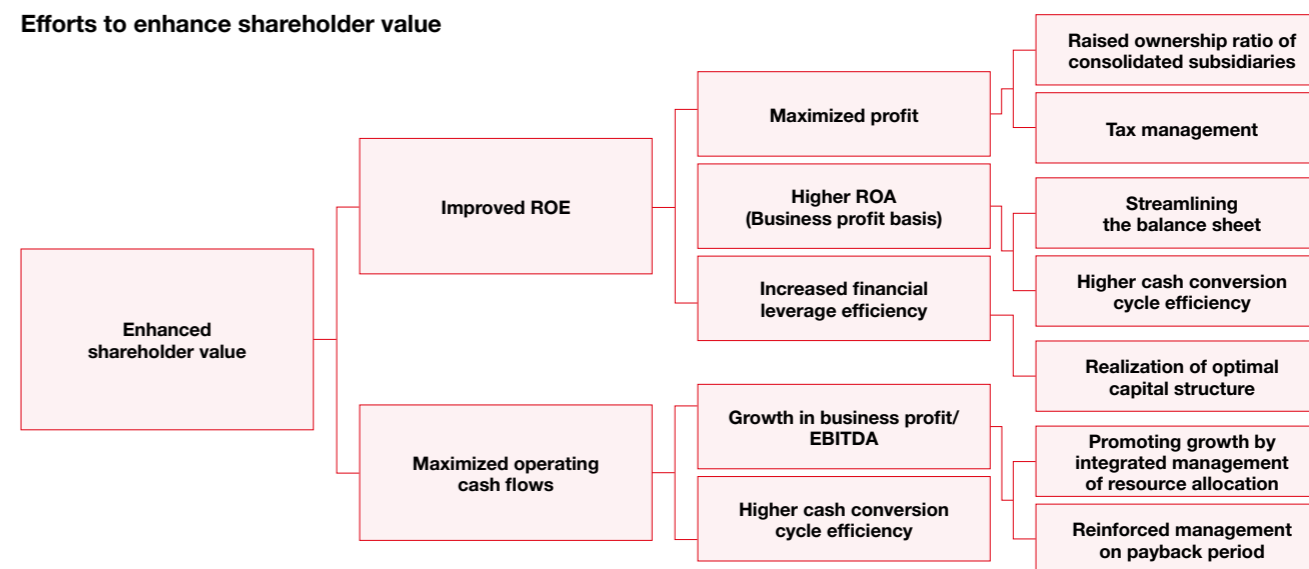 Efforts to enhance shareholder value
Enhanced
shareholder value
Improved ROE
Maximized operating
cash flows
Maximized profit
Higher ROA
(Business profit basis)
Increased financial
leverage efficiency
Growth in business profit/
EBITDA
Higher cash conversion
cycle efficiency
Raised ownership ratio of
consolidated subsidiaries
Tax management
Streamlining
the balance sheet
Higher cash conversion
cycle efficiency
Realization of optimal
capital structure
Promoting growth by
integrated management
of resource allocation
Reinforced management
on payback period